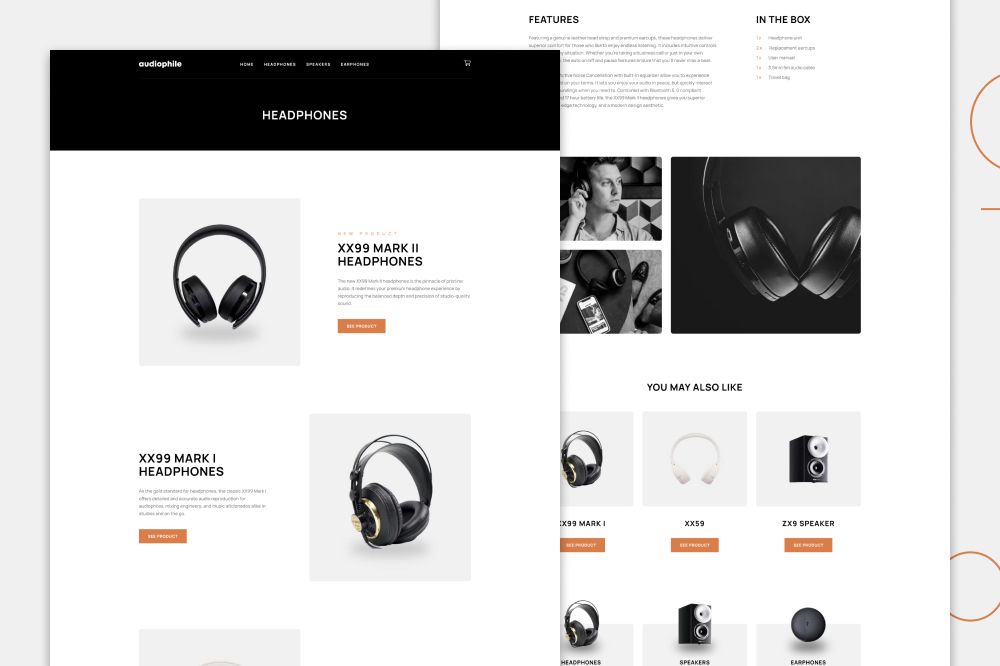 audiophile
HOME HEADPHONES SPEAKERS EARPHONES
HEADPHONES
NEW PRODUCT
XX99 MARK II
HEADPHONES
The new XX99 Mark II headphones is the pinnacle of pristine
audio. It redefines your premium headphone experience by
reproducing the balanced depth and precision of studio-quality
sound.
SEE PRODUCT
XX99 MARK I
HEADPHONES
As the gold standard for headphones, the classic XX99 Mark I
offers detailed and accurate audio reproduction for
audiophiles, mixing engineers, and music aficionados alike in
studios and on the go.
SEE PRODUCT
FEATURES
Featuring a genuine leather head strap and premium earcups, these headphones deliver
superior comfort for those who like to enjoy endless listening. It includes intuitive controls
situation. Whether you're taking a business call or just in your own
the auto on/off and pause features ensure that you'll never miss a beat.
Noise Cancellation with built-in equalizer allow you to experience
on your terms. It lets you enjoy your audio in peace, but quickly interact
when you need to. Combined with Bluetooth 5. 0 compliant
17 hour battery life, the XX99 Mark II headphones gives you superior
edge technology, and a modern design aesthetic.
IN THE BOX
1x Headphone unit
2x Replacement earcups
1x User manual
1x 3.5mm 5m audio cable
1x Travel bag
YOU MAY ALSO LIKE
XX99 MARK I
SEE PRODUCT
XX59
SEE PRODUCT
ZX9 SPEAKER
SEE PRODUCT
HEADPHONES
SPEAKERS
EARPHONES